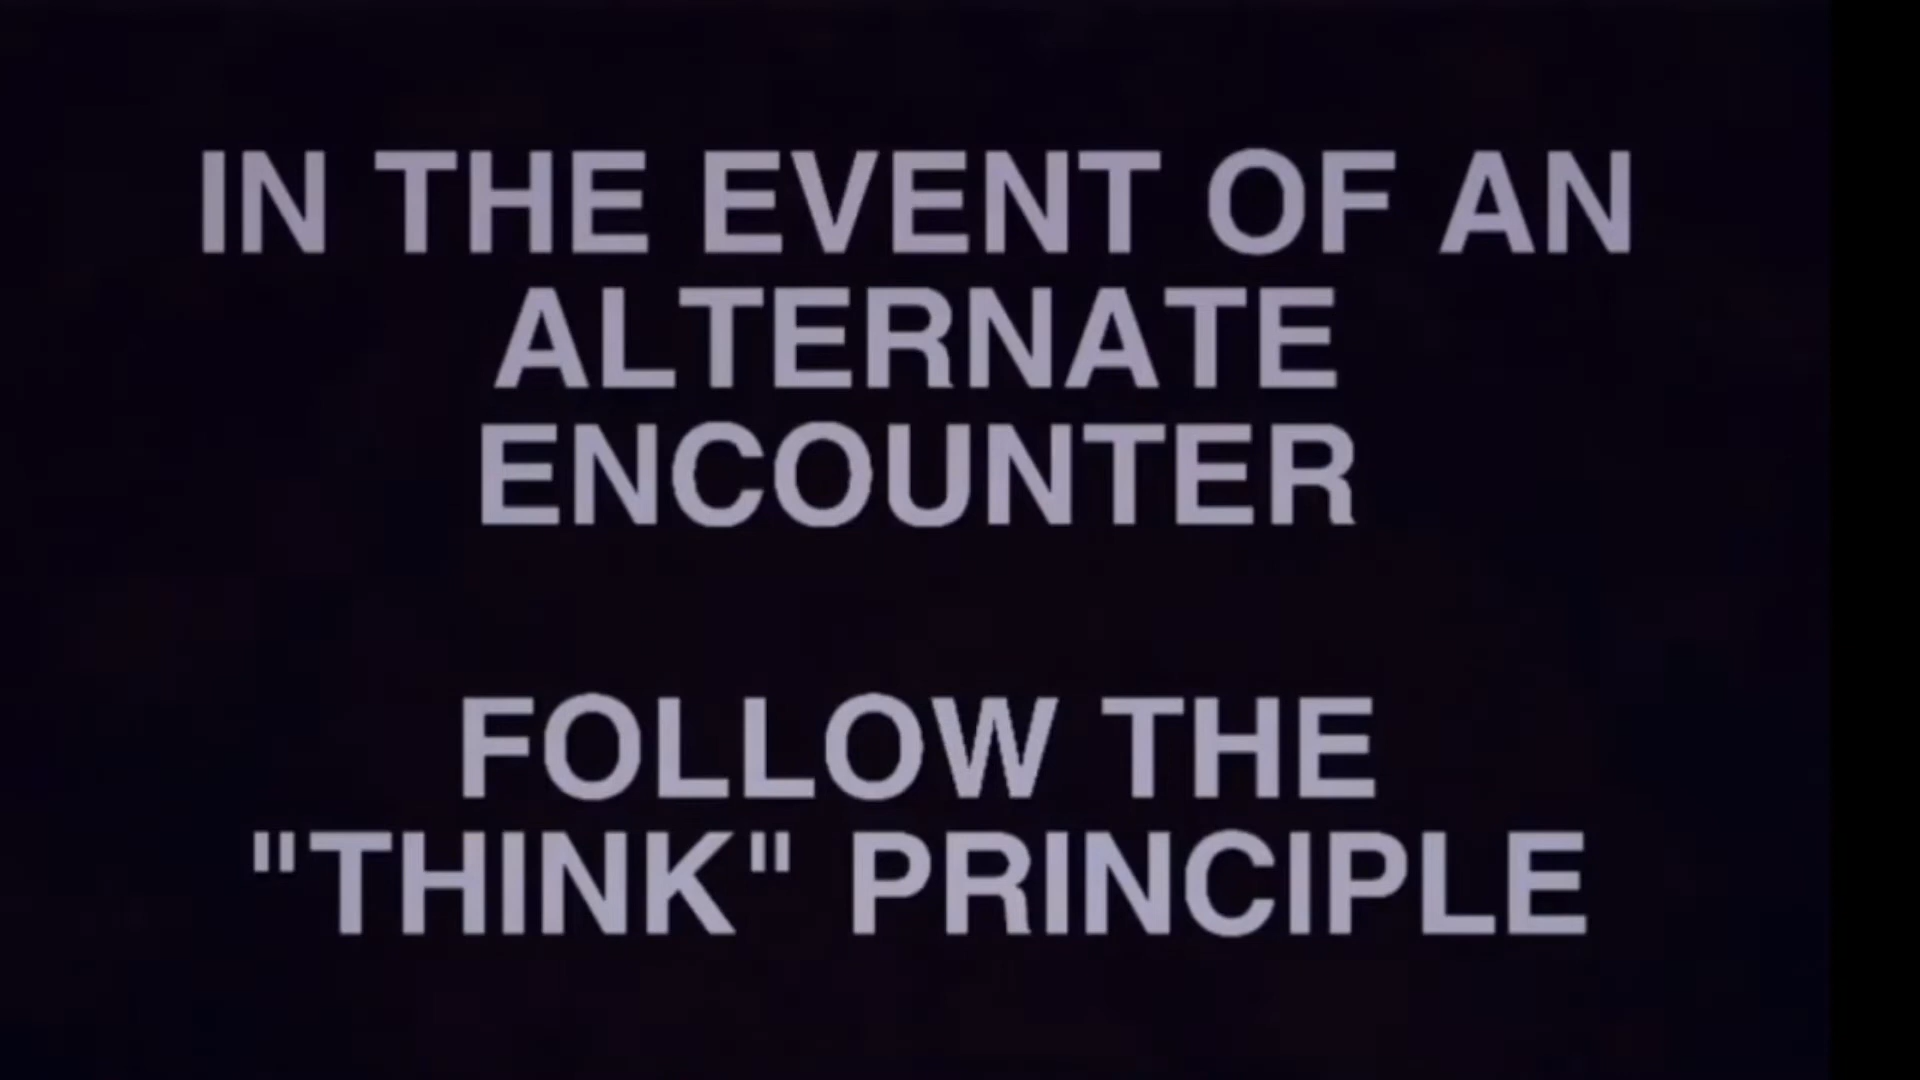 IN THE EVENT OF AN
ALTERNATE
ENCOUNTER
FOLLOW THE
"THINK" PRINCIPLE